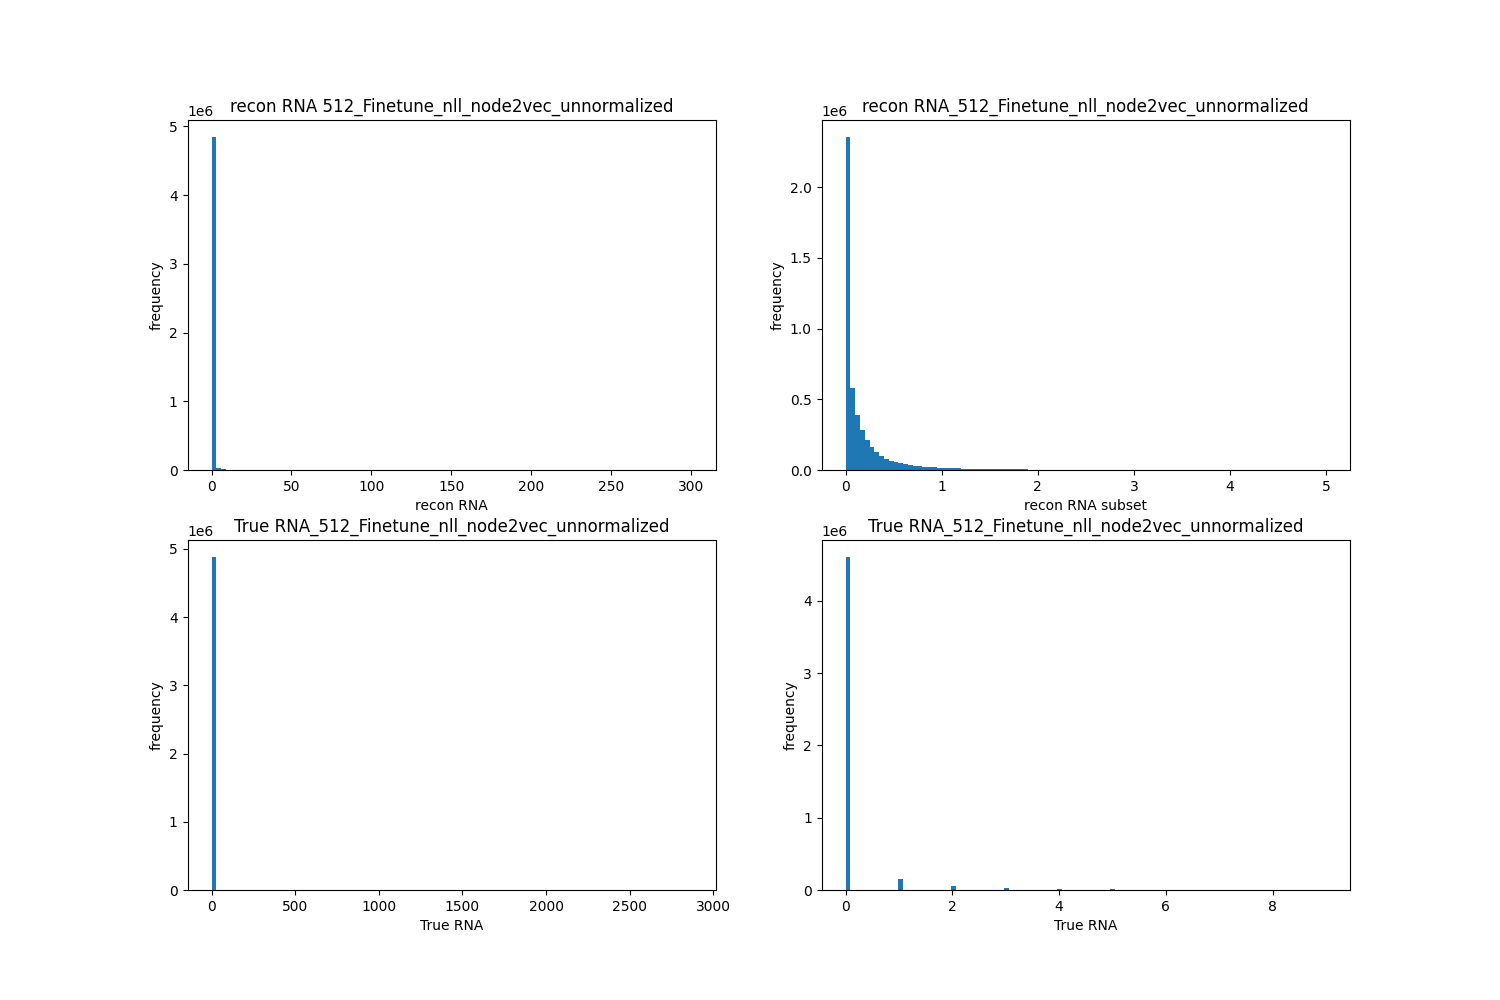 recon RNA 512_Finetune_nll_node2vec_unnormalized
1e6
5
4
3
2
1
0
frequency
0 50 100 150 200 250 300
recon RNA
recon RNA_512_Finetune_nll_node2vec_unnormalized
1e6
2.0
1.5
1.0
0.5
0.0
frequency
0 1 2 3 4 5
recon RNA subset
True RNA_512_Finetune_nll_node2vec_unnormalized
1e6
5
4
3
2
1
0
frequency
0 500 1000 1500 2000 2500 3000
True RNA
True RNA_512_Finetune_nll_node2vec_unnormalized
1e6
4
3
2
1
0
frequency
0 2 4 6 8
True RNA